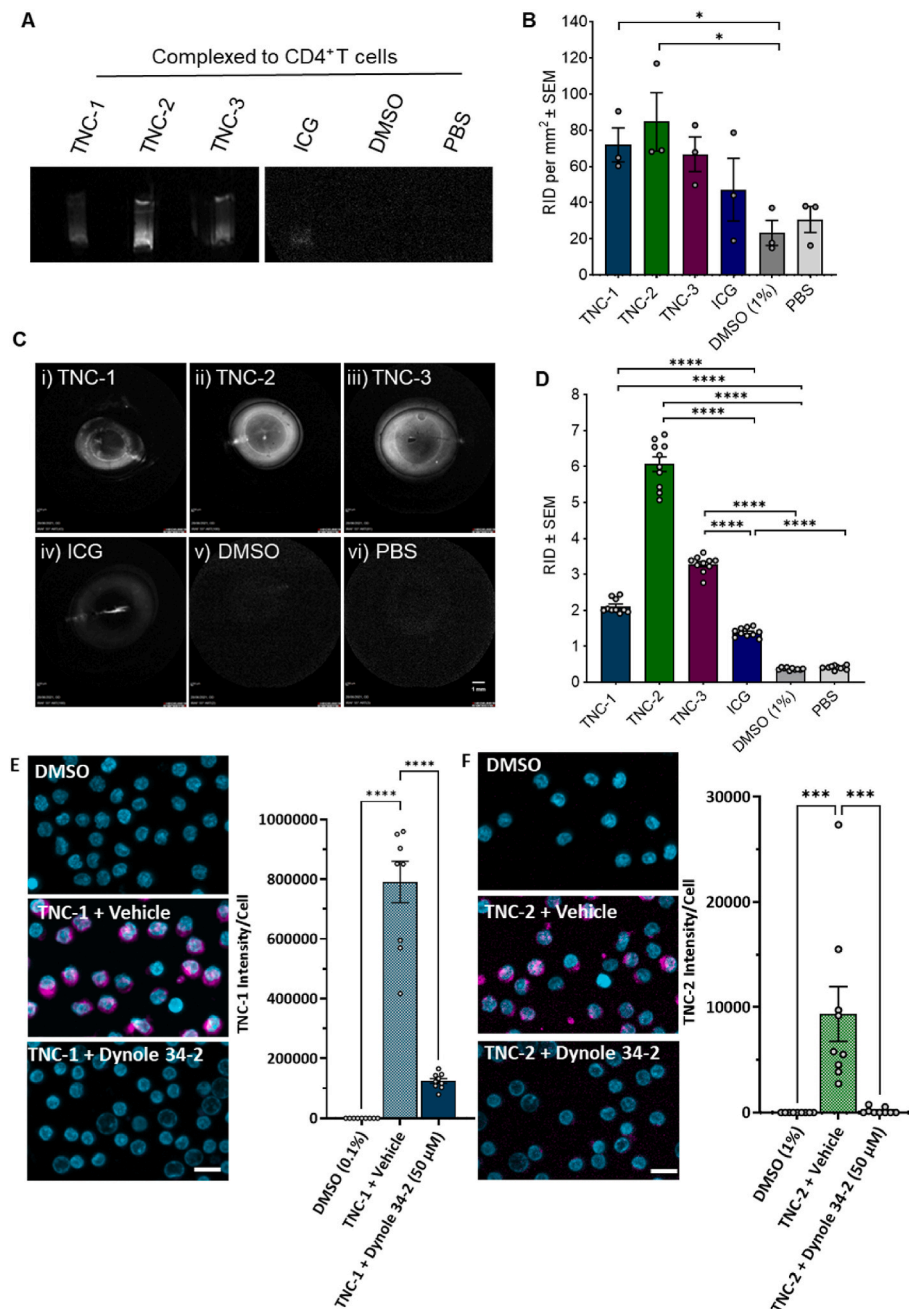 A
Complexed to CD4⁺T cells
TNC-1
TNC-2
TNC-3
ICG
DMSO
PBS
B
RID per mm² ± SEM
140
120
100
80
60
40
20
0
*
*
TNC-1
TNC-2
TNC-3
ICG
DMSO (1%)
PBS
C
i) TNC-1
ii) TNC-2
iii) TNC-3
iv) ICG
v) DMSO
vi) PBS
1 mm
D
RID ± SEM
8
7
6
5
4
3
2
1
0
****
****
****
****
****
**** ****
TNC-1
TNC-2
TNC-3
ICG
DMSO (1%)
PBS
E
DMSO
TNC-1 + Vehicle
TNC-1 + Dynole 34-2
TNC-1 Intensity/Cell
1000000
800000
600000
400000
200000
0
****
****
DMSO (0.1%)
TNC-1 + Vehicle
TNC-1 + Dynole 34-2 (50 µM)
F
DMSO
TNC-2 + Vehicle
TNC-2 + Dynole 34-2
TNC-2 Intensity/Cell
30000
20000
10000
0
*** ***
DMSO (1%)
TNC-2 + Vehicle
TNC-2 + Dynole 34-2 (50 µM)